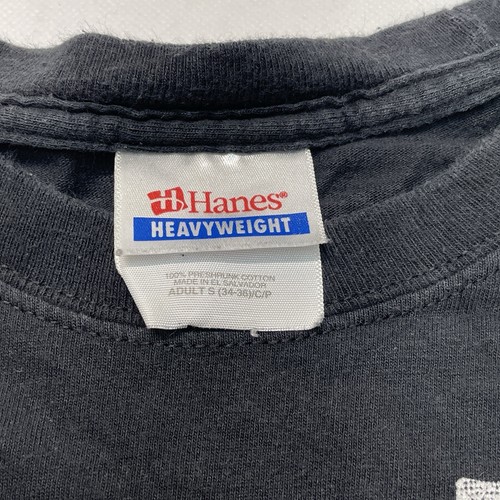 Hanes®
HEAVYWEIGHT
100% PRESHRUNK COTTON
MADE IN EL SALVADOR
ADULT S (34-36)/C/P